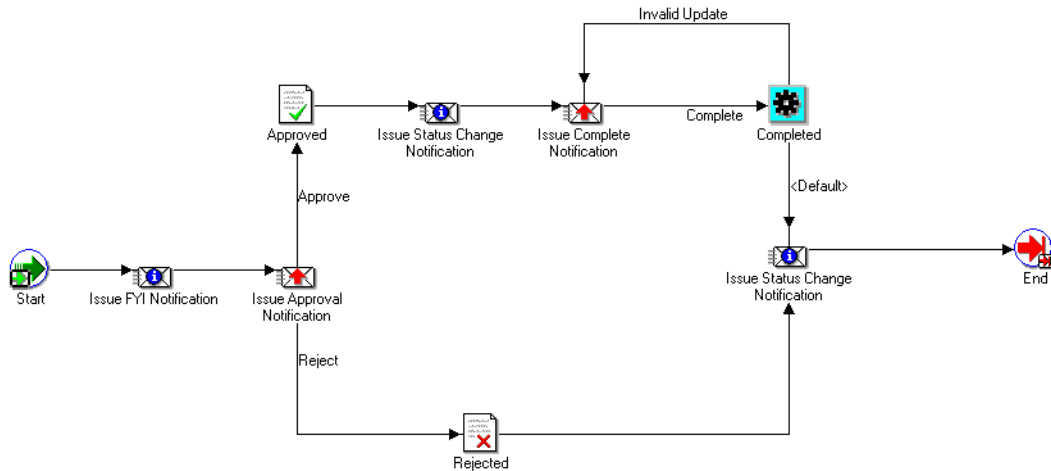 Invalid Update
Approved
Issue Status Change
Notification
Issue Complete
Notification
Complete
Completed
Approve
<Default>
Start
Issue FYI Notification
Issue Approval
Notification
Issue Status Change
Notification
End
Reject
Rejected